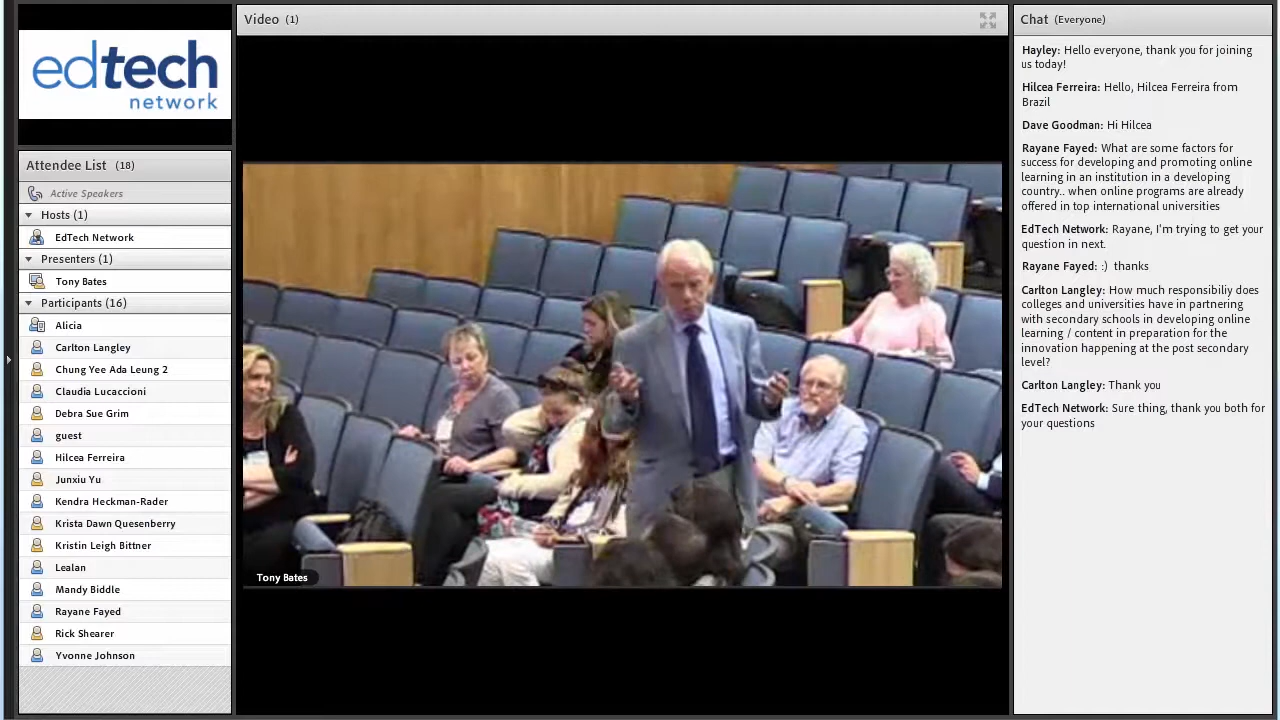 edtech
network
Attendee List (18)
Active Speakers
Hosts (1)
EdTech Network
Presenters (1)
Tony Bates
Participants (16)
Alicia
Carlton Langley
Chung Yee Ada Leung 2
Claudia Lucaccioni
Debra Sue Grim
guest
Hilcea Ferreira
Junxiu Yu
Kendra Heckman-Rader
Krista Dawn Quesenberry
Kristin Leigh Bittner
Lealan
Mandy Biddle
Rayane Fayed
Rick Shearer
Yvonne Johnson
Video (1)
Tony Bates
Chat (Everyone)
Hayley: Hello everyone, thank you for joining
us today!
Hilcea Ferreira: Hello, Hilcea Ferreira from
Brazil
Dave Goodman: Hi Hilcea
Rayane Fayed: What are some factors for
success for developing and promoting online
learning in an institution in a developing
country.. when online programs are already
offered in top international universities
EdTech Network: Rayane, I'm trying to get your
question in next.
Rayane Fayed: :) thanks
Carlton Langley: How much responsibiliy does
colleges and universities have in partnering
with secondary schools in developing online
learning / content in preparation for the
innovation happening at the post secondary
level?
Carlton Langley: Thank you
EdTech Network: Sure thing, thank you both for
your questions